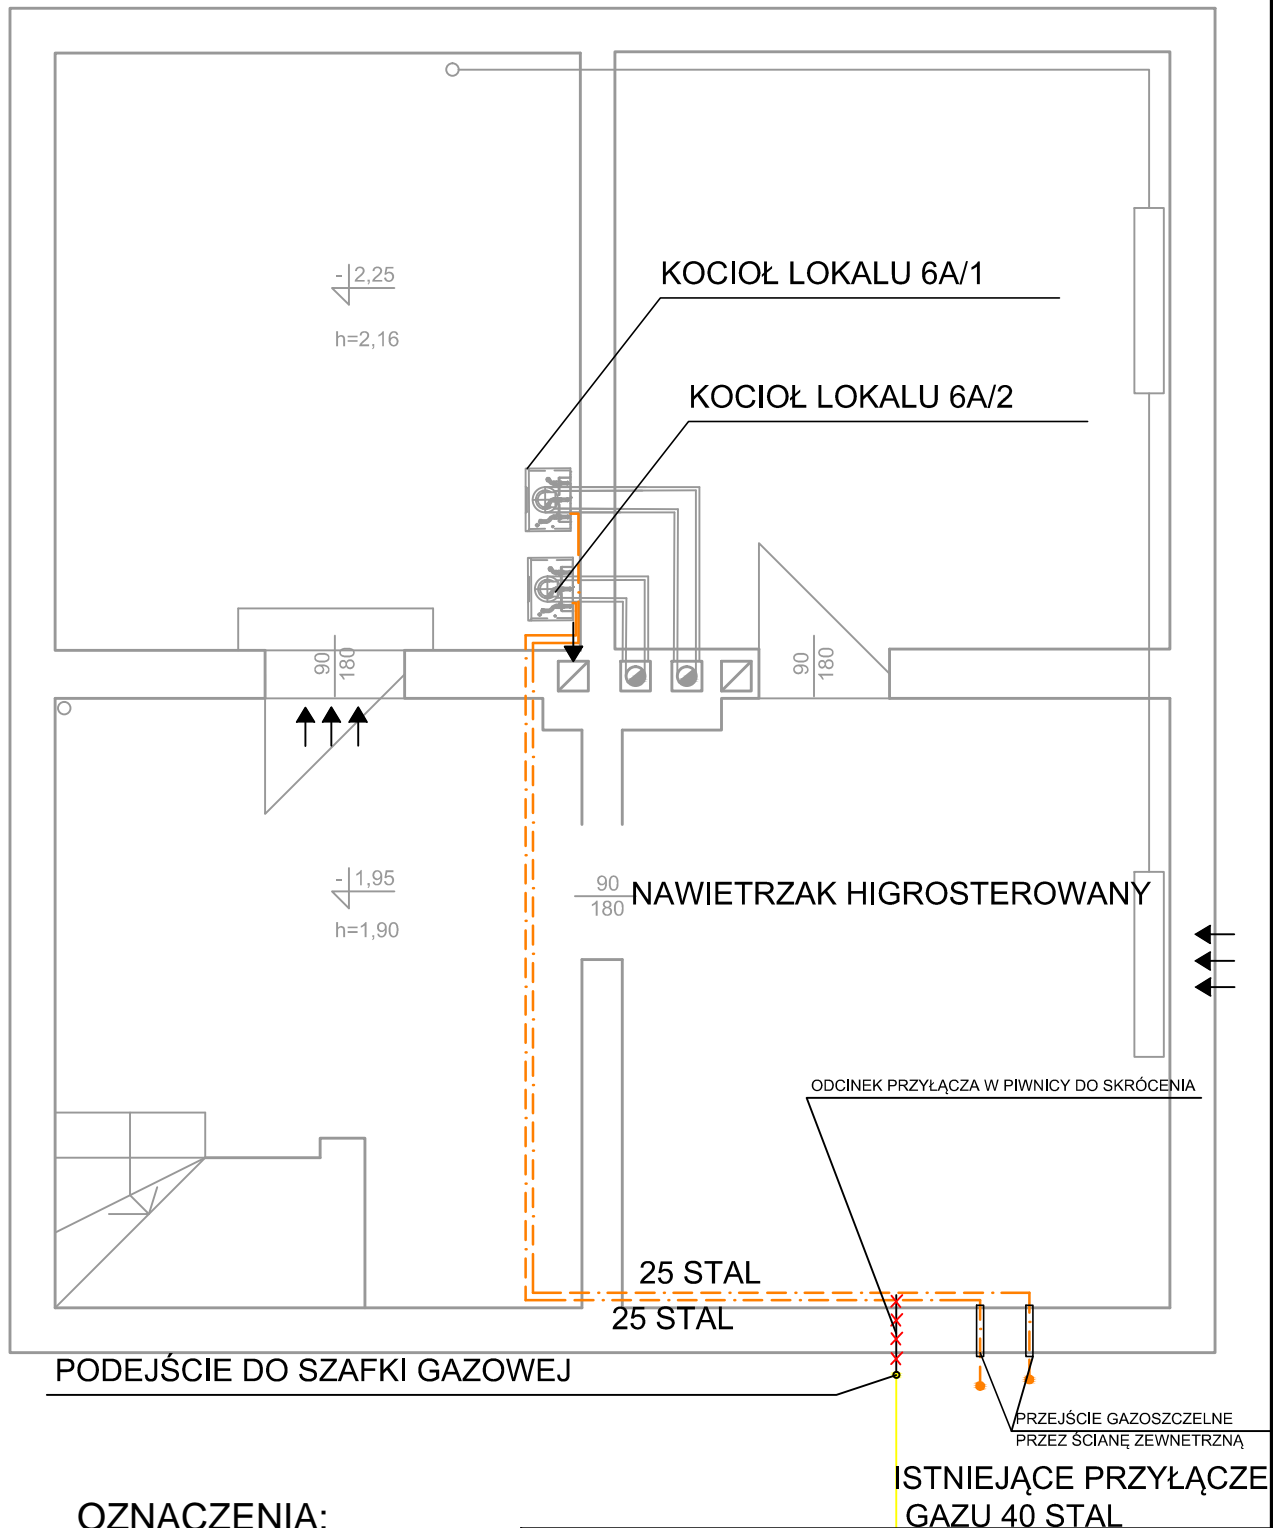 - 2,25
h=2,16
KOCIOŁ LOKALU 6A/1
KOCIOŁ LOKALU 6A/2
90
180
90
180
- 1,95
h=1,90
90
180
NAWIETRZAK HIGROSTEROWANY
ODCINEK PRZYŁĄCZA W PIWNICY DO SKRÓCENIA
25 STAL
25 STAL
PODEJŚCIE DO SZAFKI GAZOWEJ
PRZEJŚCIE GAZOSZCZELNE
PRZEZ ŚCIANĘ ZEWNETRZNĄ
ISTNIEJĄCE PRZYŁĄCZE
GAZU 40 STAL
OZNACZENIA: